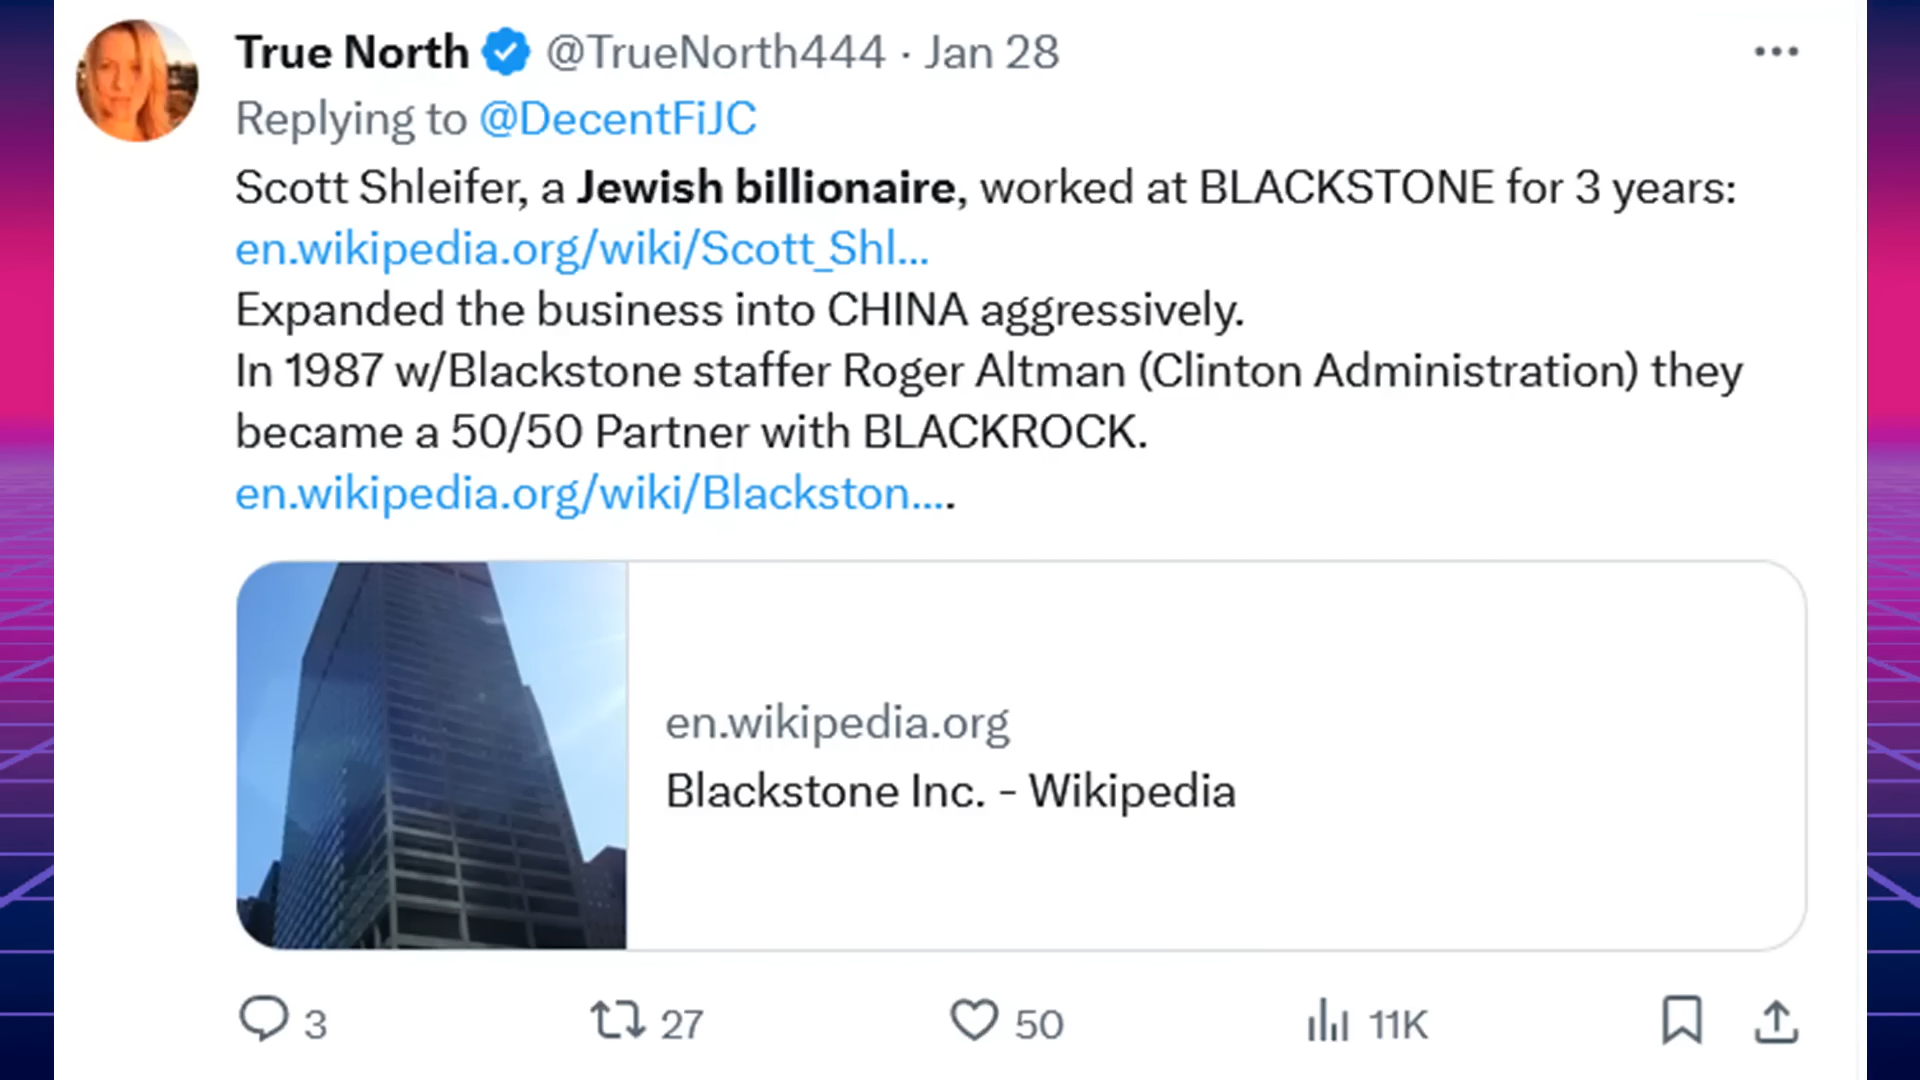 True North @TrueNorth444 · Jan 28
Replying to @DecentFiJC
Scott Shleifer, a Jewish billionaire, worked at BLACKSTONE for 3 years:
en.wikipedia.org/wiki/Scott_Shl...
Expanded the business into CHINA aggressively.
In 1987 w/Blackstone staffer Roger Altman (Clinton Administration) they
became a 50/50 Partner with BLACKROCK.
en.wikipedia.org/wiki/Blackston....
en.wikipedia.org
Blackstone Inc. - Wikipedia
3 27 50 11K